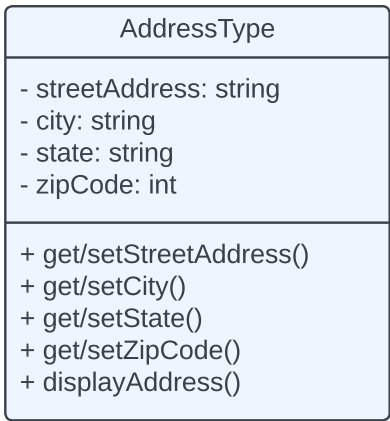 AddressType
- streetAddress: string
- city: string
- state: string
- zipCode: int
+ get/setStreetAddress()
+ get/setCity()
+ get/setState()
+ get/setZipCode()
+ displayAddress()